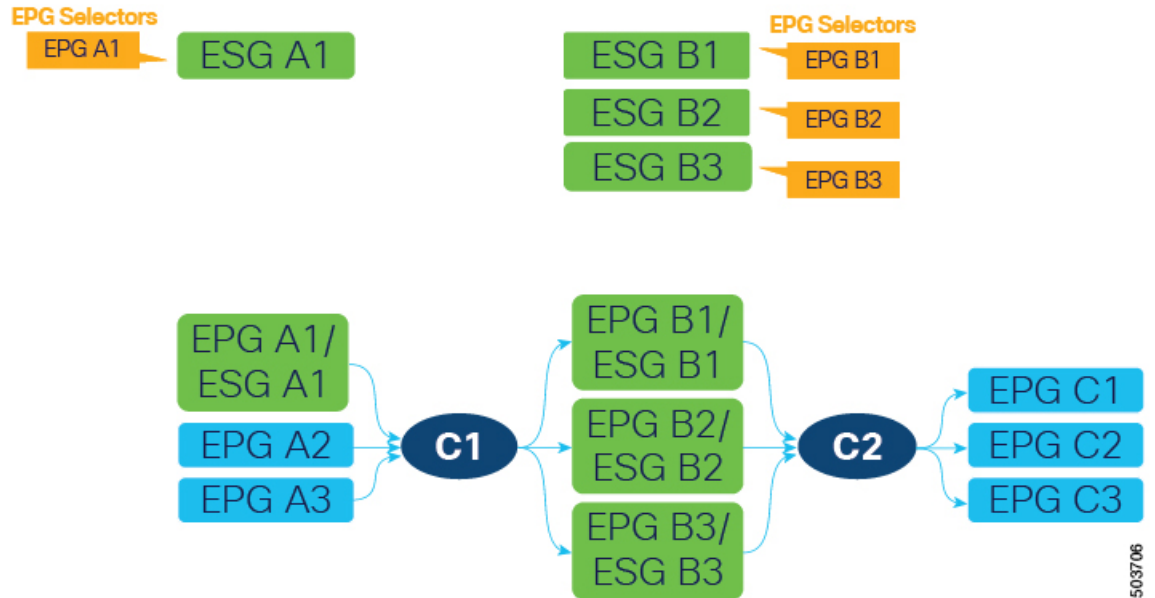 EPG Selectors
EPG A1
ESG A1
EPG Selectors
ESG B1
EPG B1
ESG B2
EPG B2
ESG B3
EPG B3
EPG A1/
ESG A1
EPG A2
EPG A3
C1
EPG B1/
ESG B1
EPG B2/
ESG B2
EPG B3/
ESG B3
C2
EPG C1
EPG C2
EPG C3
503706